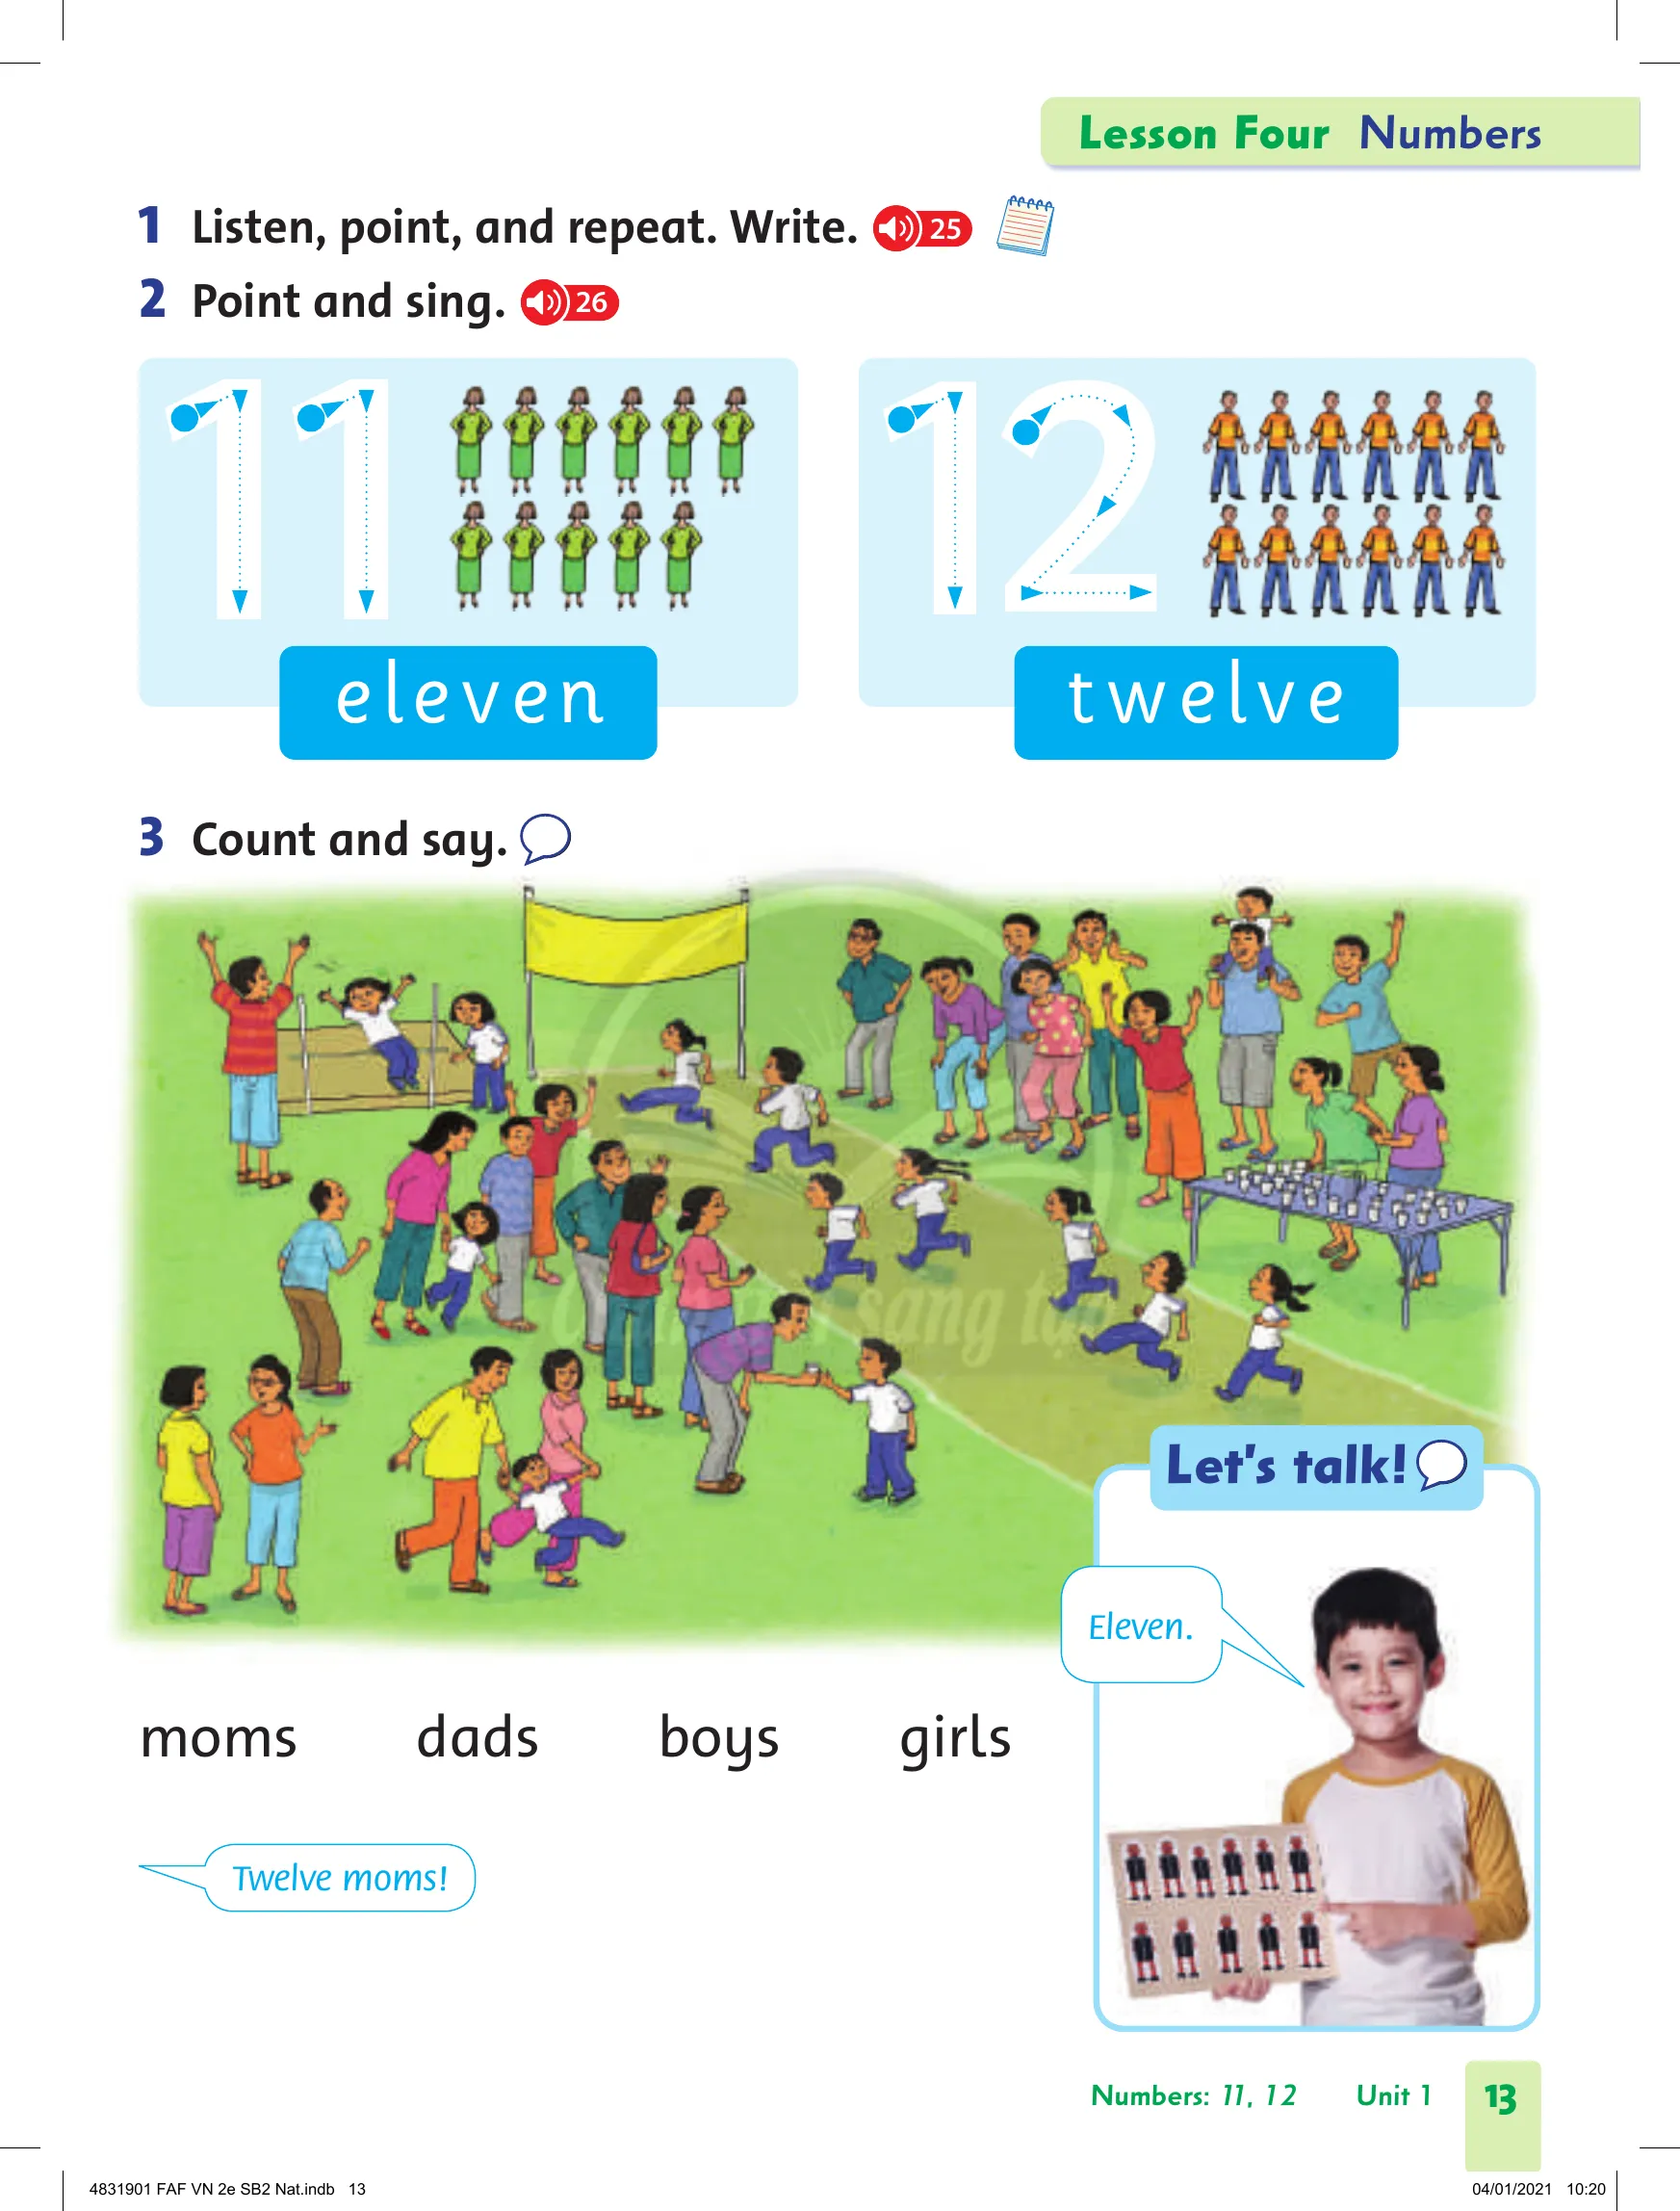 Lesson Four Numbers
1 Listen, point, and repeat. Write. 25
2 Point and sing. 26
11
12
eleven
twelve
3 Count and say.
Let's talk!
Eleven.
moms dads boys girls
Twelve moms!
Numbers: 11, 12 Unit 1 13
4831901 FAF VN 2e SB2 Nat.indb 13 04/01/2021 10:20